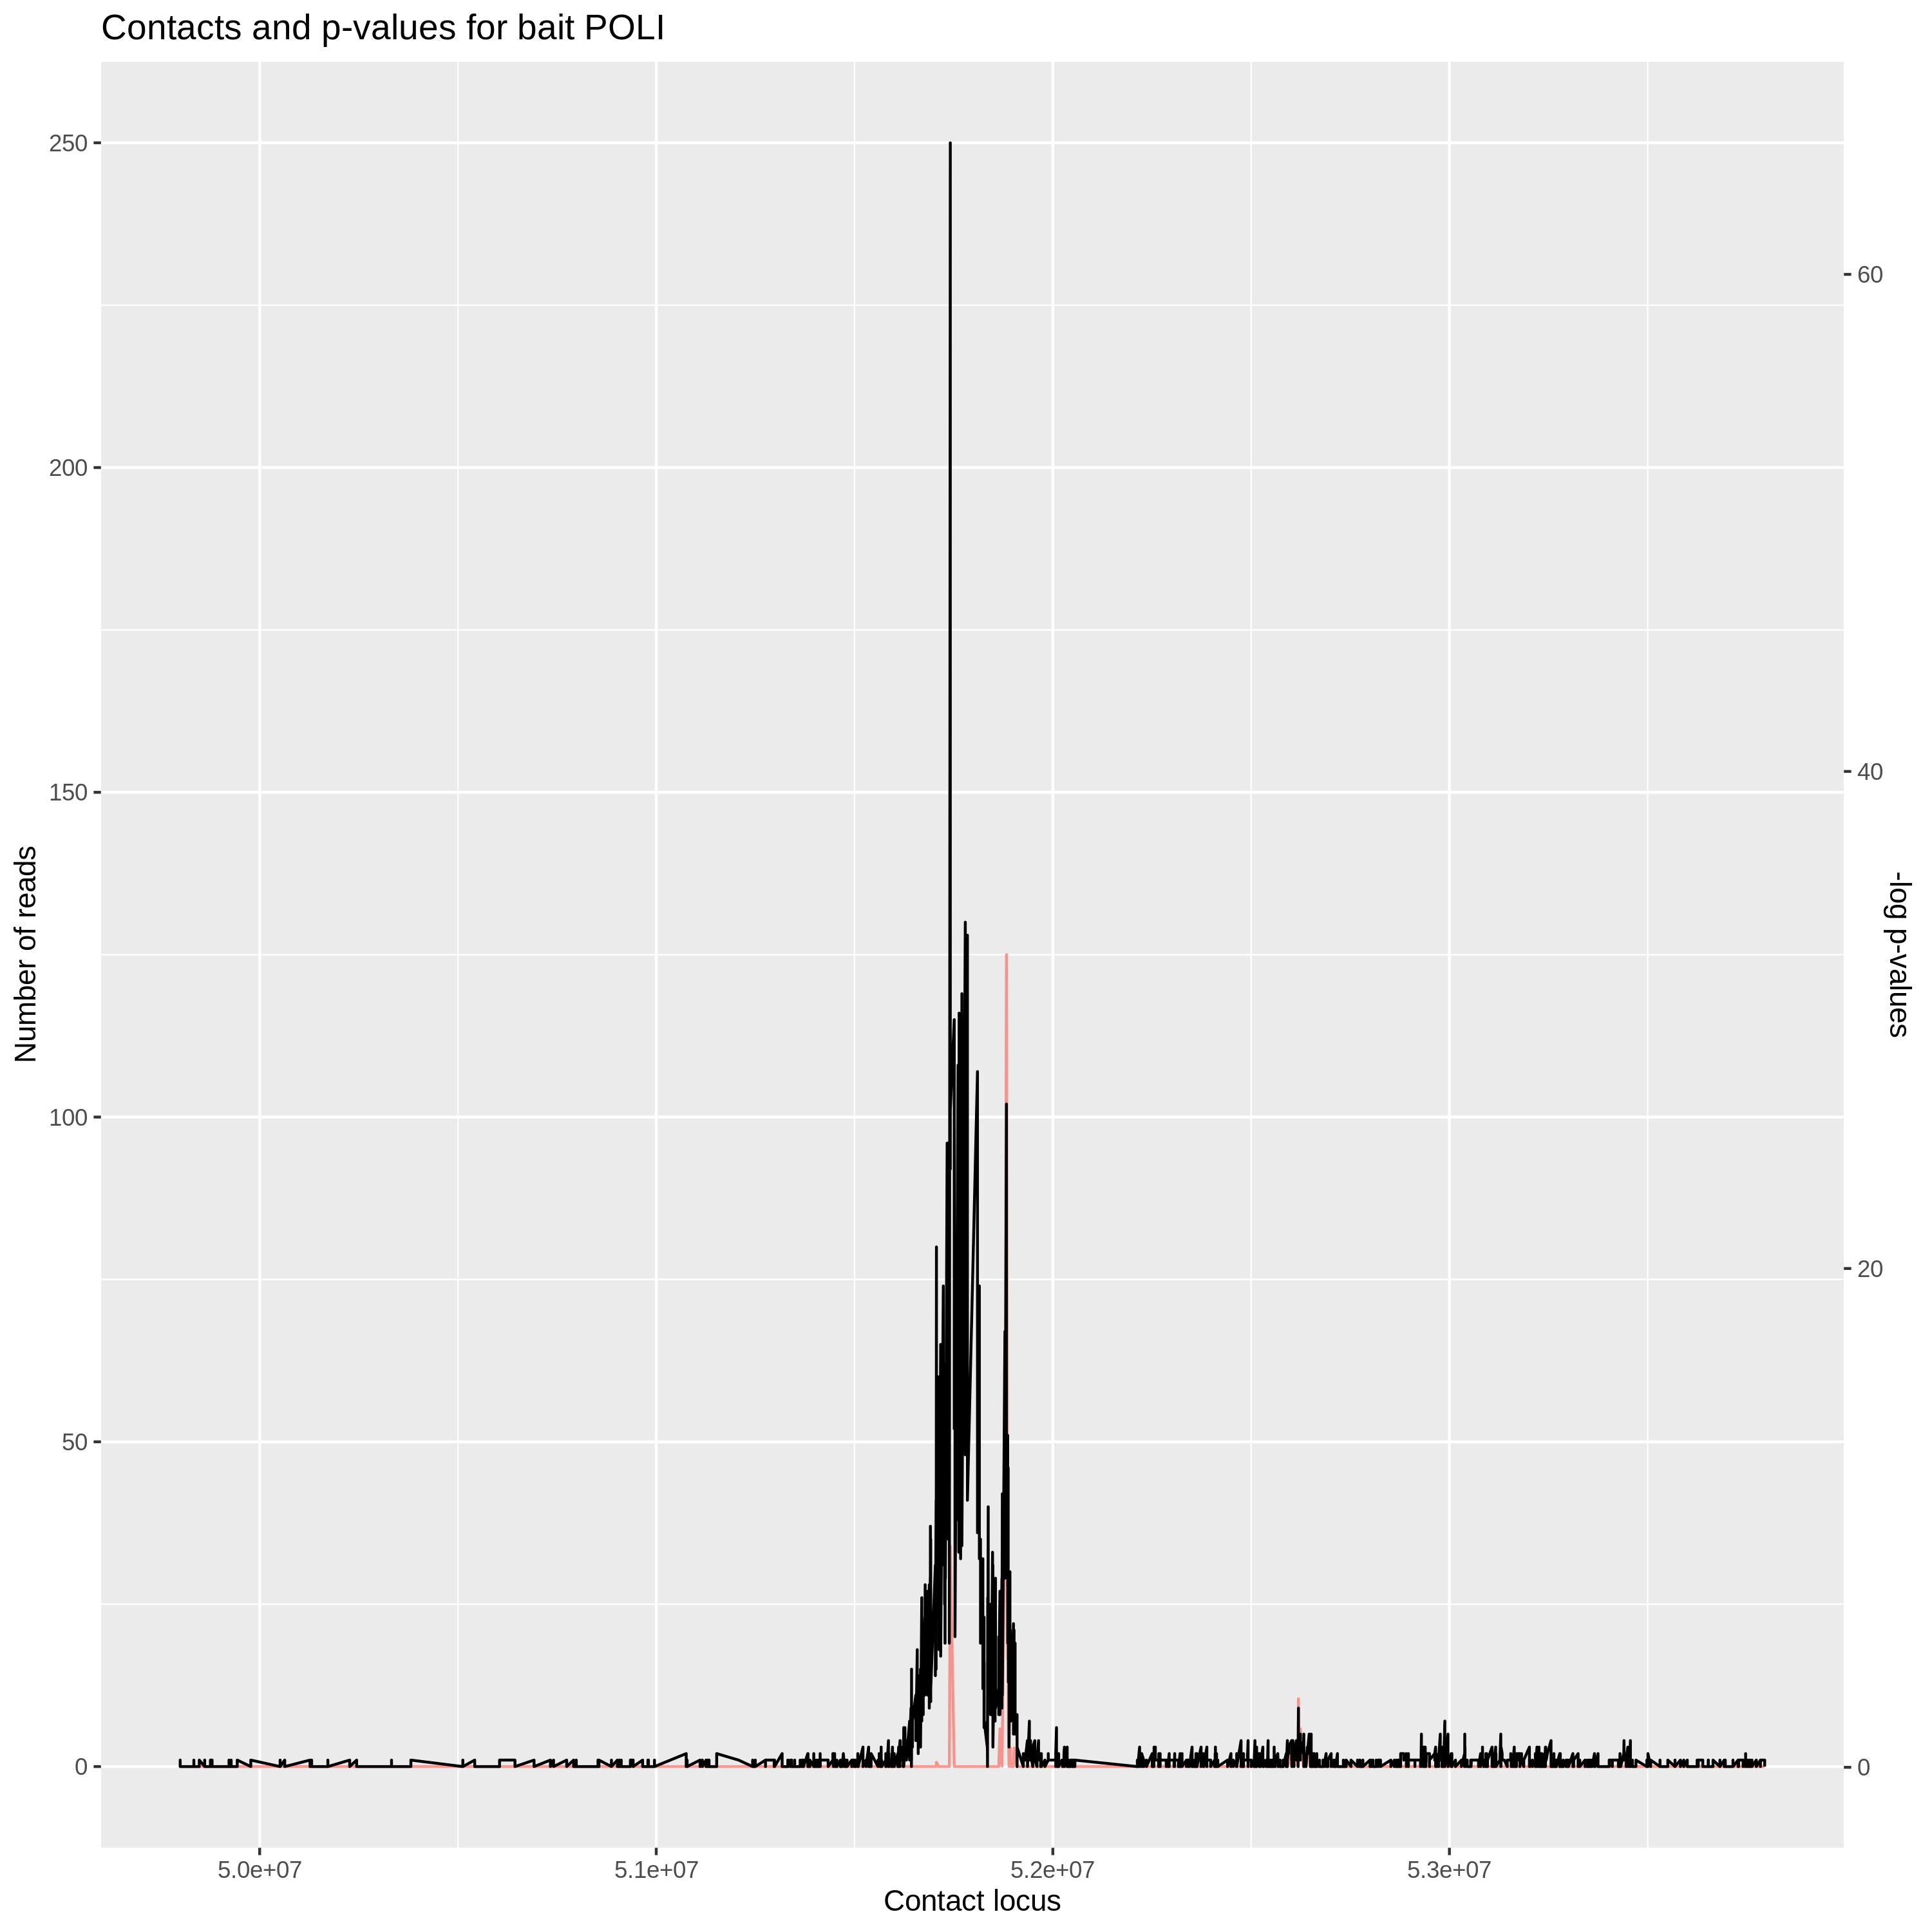 Contacts and p-values for bait POLI
250
200
150
100
50
0
Number of reads
60
40
20
0
-log p-values
5.0e+07
5.1e+07
5.2e+07
5.3e+07
Contact locus